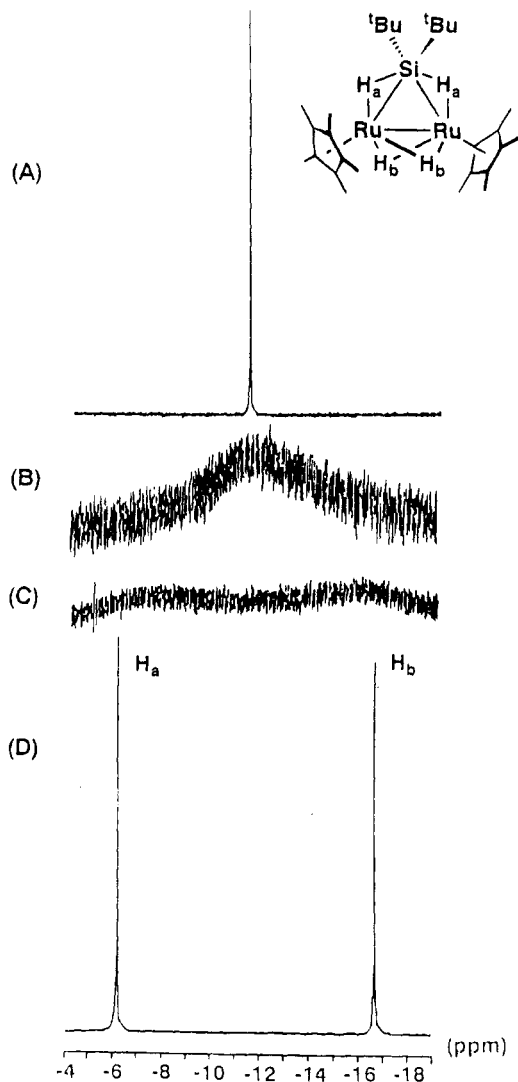 tBu tBu
Si
Ha Ha
Ru Ru
Hb Hb
(A)
(B)
(C)
Ha Hb
(D)
-4 -6 -8 -10 -12 -14 -16 -18 (ppm)